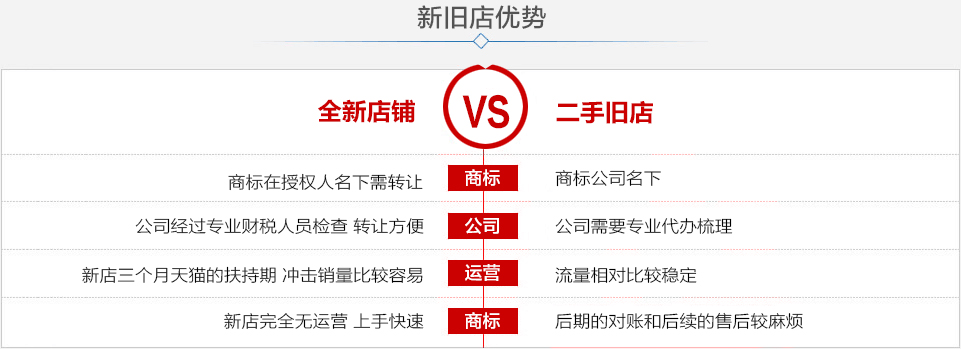 新旧店优势
全新店铺 VS 二手旧店
商标在授权人名下需转让 商标 商标公司名下
公司经过专业财税人员检查 转让方便 公司 公司需要专业代办梳理
新店三个月天猫的扶持期 冲击销量比较容易 运营 流量相对比较稳定
新店完全无运营 上手快速 商标 后期的对账和后续的售后较麻烦